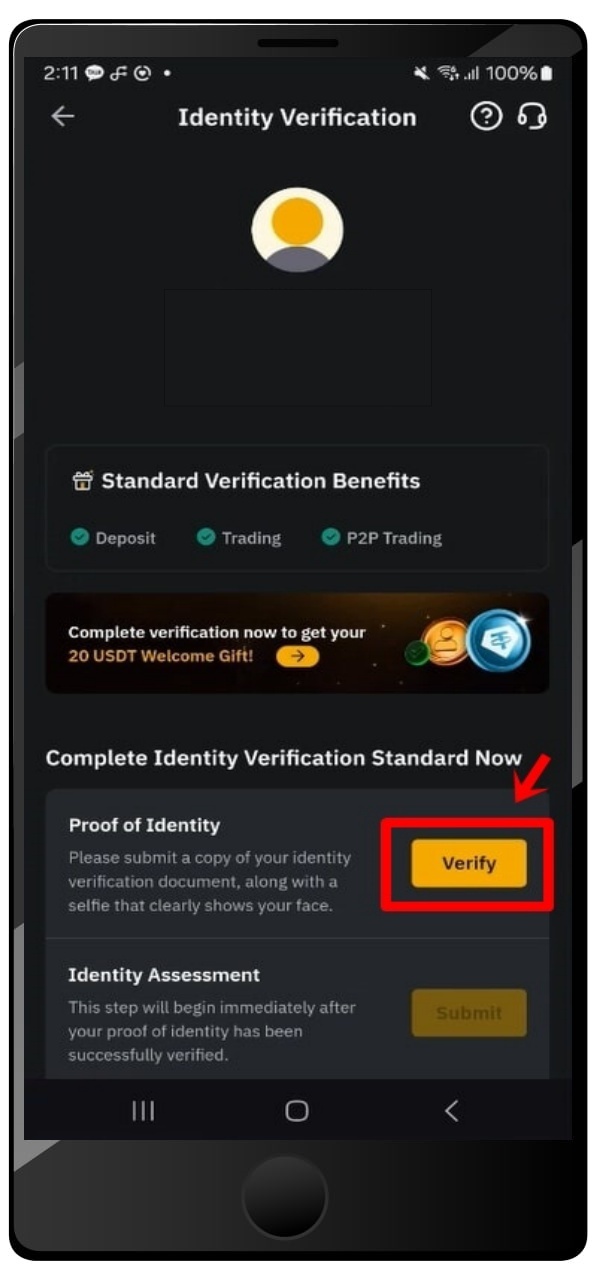 2:11
100%
Identity Verification
Standard Verification Benefits
Deposit Trading P2P Trading
Complete verification now to get your
20 USDT Welcome Gift!
Complete Identity Verification Standard Now
Proof of Identity
Please submit a copy of your identity
verification document, along with a
selfie that clearly shows your face.
Verify
Identity Assessment
This step will begin immediately after
your proof of identity has been
successfully verified.
Submit